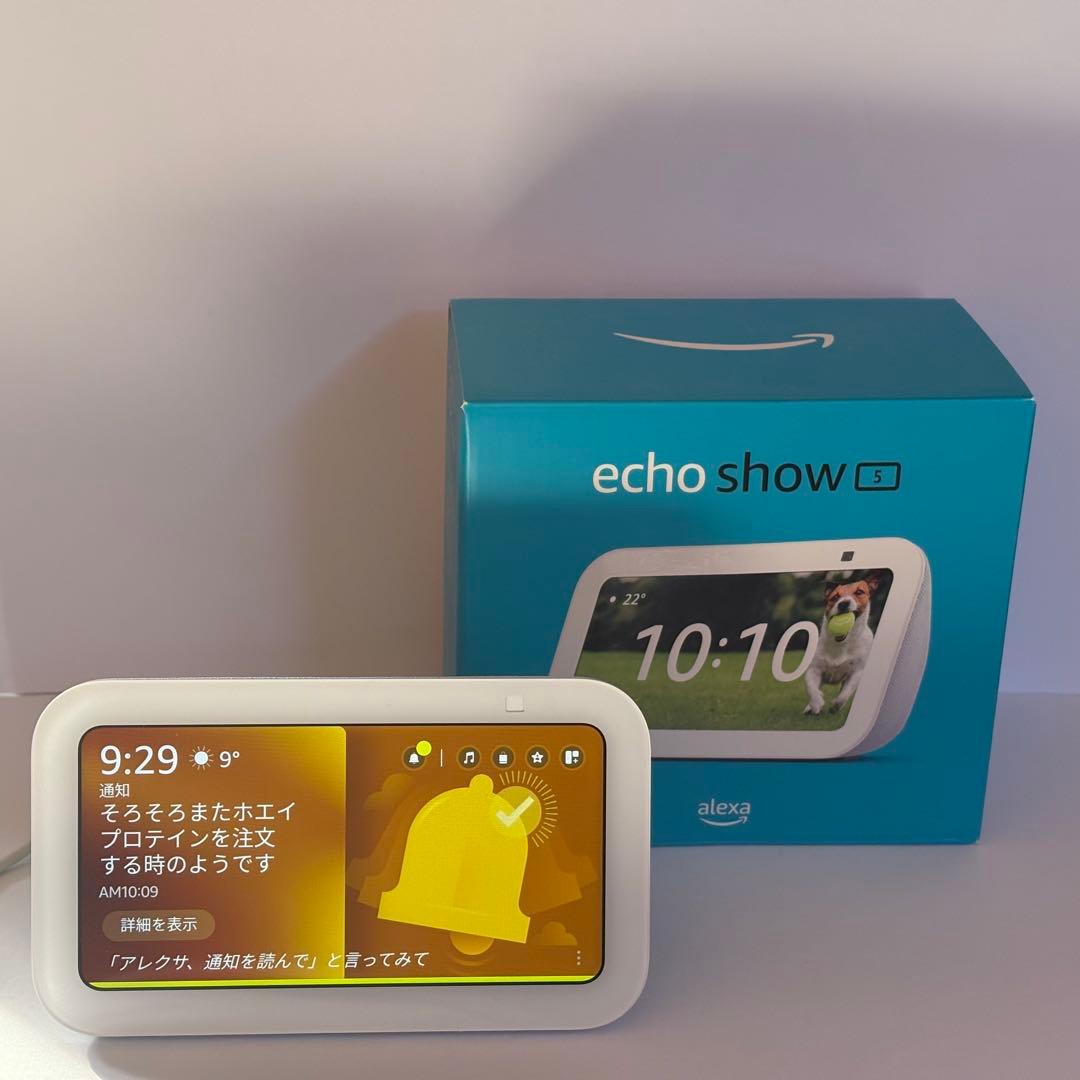 echo show 5
22°
10:10
alexa
9:29 9°
通知
そろそろまたホエイ
プロテインを注文
する時のようです
AM10:09
詳細を表示
「アレクサ、通知を読んで」と言ってみて